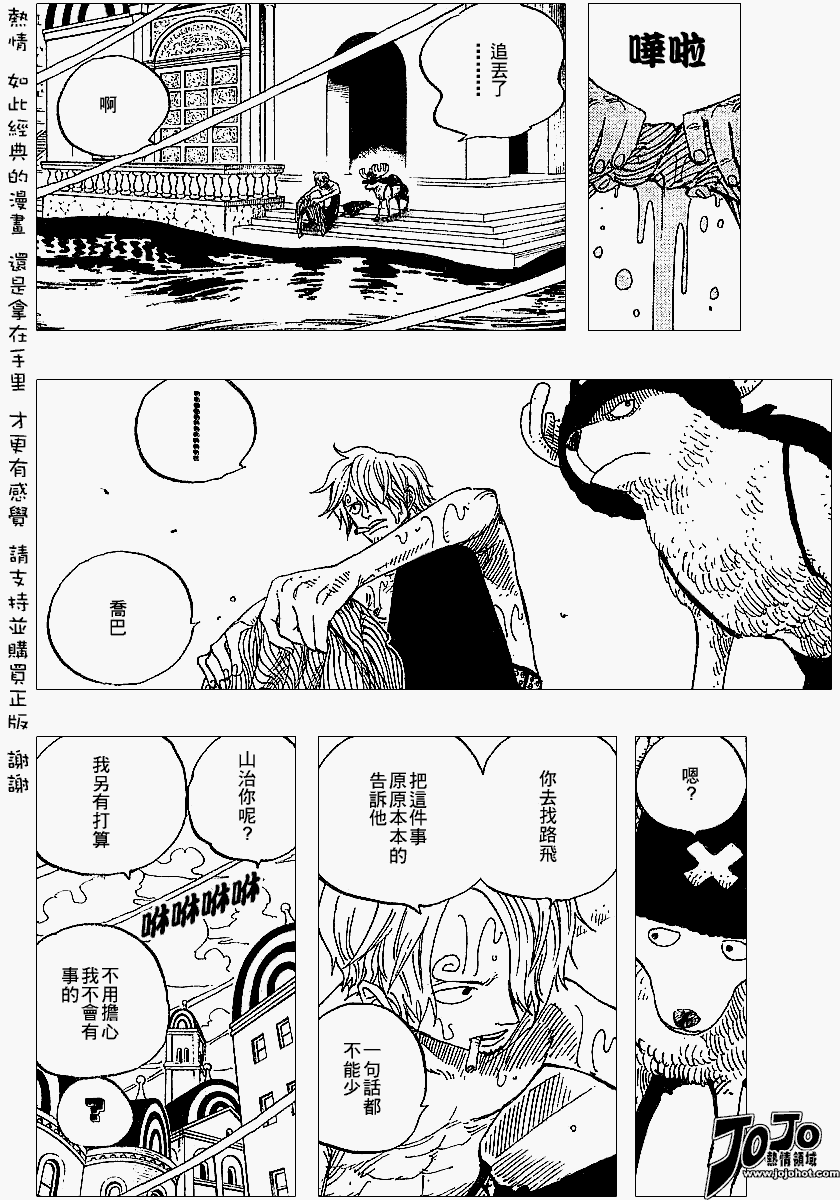 嘩啦
追丟了
………
啊
…………
喬巴
嗯？
你去找路飛
把這件事
原原本本的
告訴他
一句話都
不能少
山治你呢？
我另有打算
咻咻咻咻
不用擔心
我不會有
事的
？
熱情 如此經典的漫畫 還是拿在手里 才更有感覺 請支持並購買正版 謝謝
JOJO
熱情領域
www.jojohot.com